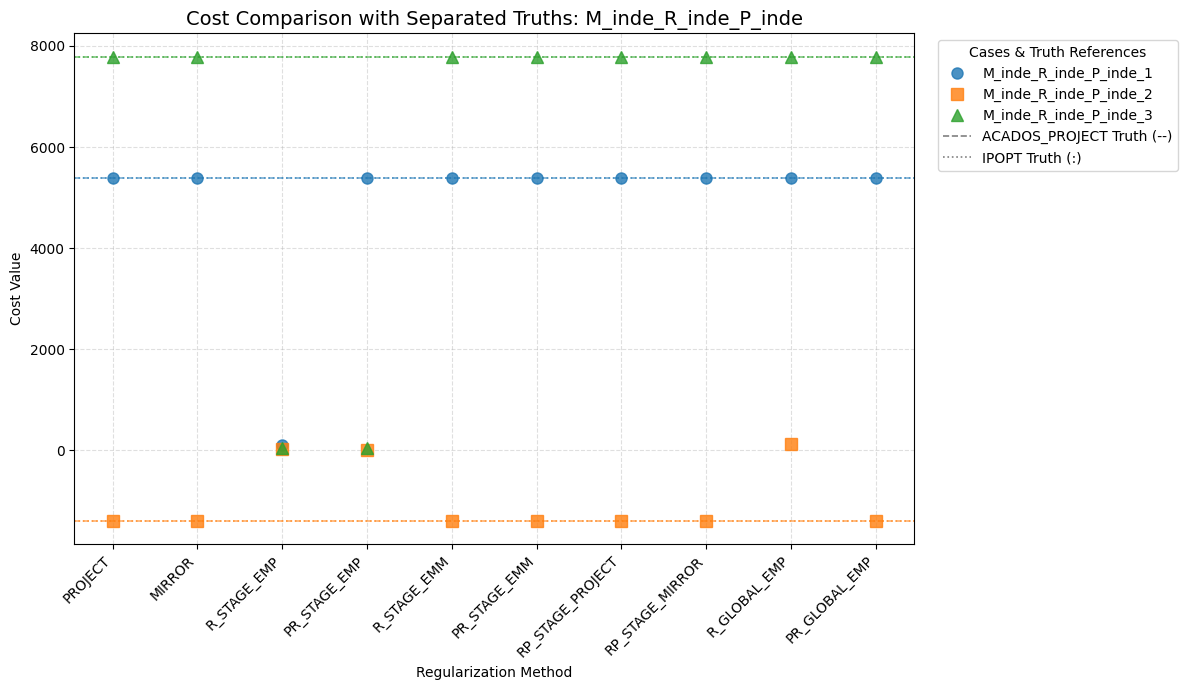 Cost Comparison with Separated Truths: M_inde_R_inde_P_inde
8000
6000
4000
2000
0
Cost Value
PROJECT
MIRROR
R_STAGE_EMP
PR_STAGE_EMP
R_STAGE_EMM
PR_STAGE_EMM
RP_STAGE_PROJECT
RP_STAGE_MIRROR
R_GLOBAL_EMP
PR_GLOBAL_EMP
Regularization Method
Cases & Truth References
M_inde_R_inde_P_inde_1
M_inde_R_inde_P_inde_2
M_inde_R_inde_P_inde_3
ACADOS_PROJECT Truth (--)
IPOPT Truth (:)